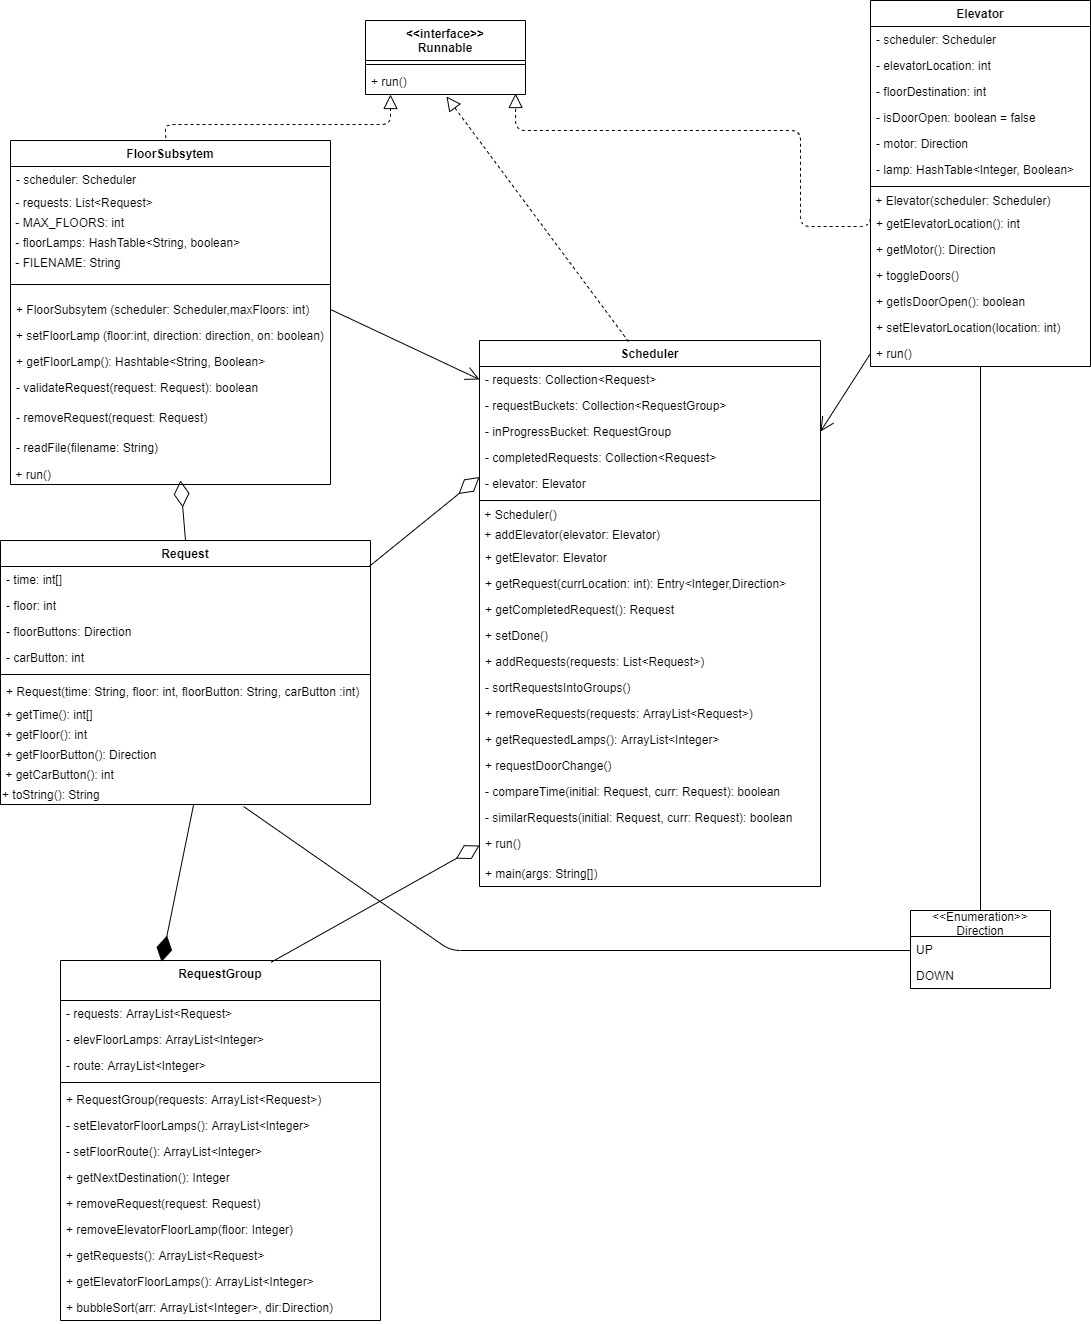 <<interface>>
Runnable
+ run()
Elevator
- scheduler: Scheduler
- elevatorLocation: int
- floorDestination: int
- isDoorOpen: boolean = false
- motor: Direction
- lamp: HashTable<Integer, Boolean>
+ Elevator(scheduler: Scheduler)
+ getElevatorLocation(): int
+ getMotor(): Direction
+ toggleDoors()
+ getIsDoorOpen(): boolean
+ setElevatorLocation(location: int)
+ run()
FloorSubsytem
- scheduler: Scheduler
- requests: List<Request>
- MAX_FLOORS: int
- floorLamps: HashTable<String, boolean>
- FILENAME: String
+ FloorSubsytem (scheduler: Scheduler,maxFloors: int)
+ setFloorLamp (floor:int, direction: direction, on: boolean)
+ getFloorLamp(): Hashtable<String, Boolean>
- validateRequest(request: Request): boolean
- removeRequest(request: Request)
- readFile(filename: String)
+ run()
Scheduler
- requests: Collection<Request>
- requestBuckets: Collection<RequestGroup>
- inProgressBucket: RequestGroup
- completedRequests: Collection<Request>
- elevator: Elevator
+ Scheduler()
+ addElevator(elevator: Elevator)
+ getElevator: Elevator
+ getRequest(currLocation: int): Entry<Integer,Direction>
+ getCompletedRequest(): Request
+ setDone()
+ addRequests(requests: List<Request>)
- sortRequestsIntoGroups()
+ removeRequests(requests: ArrayList<Request>)
+ getRequestedLamps(): ArrayList<Integer>
+ requestDoorChange()
- compareTime(initial: Request, curr: Request): boolean
- similarRequests(initial: Request, curr: Request): boolean
+ run()
+ main(args: String[])
Request
- time: int[]
- floor: int
- floorButtons: Direction
- carButton: int
+ Request(time: String, floor: int, floorButton: String, carButton :int)
+ getTime(): int[]
+ getFloor(): int
+ getFloorButton(): Direction
+ getCarButton(): int
+ toString(): String
<<Enumeration>>
Direction
UP
DOWN
RequestGroup
- requests: ArrayList<Request>
- elevFloorLamps: ArrayList<Integer>
- route: ArrayList<Integer>
+ RequestGroup(requests: ArrayList<Request>)
- setElevatorFloorLamps(): ArrayList<Integer>
- setFloorRoute(): ArrayList<Integer>
+ getNextDestination(): Integer
+ removeRequest(request: Request)
+ removeElevatorFloorLamp(floor: Integer)
+ getRequests(): ArrayList<Request>
+ getElevatorFloorLamps(): ArrayList<Integer>
+ bubbleSort(arr: ArrayList<Integer>, dir:Direction)